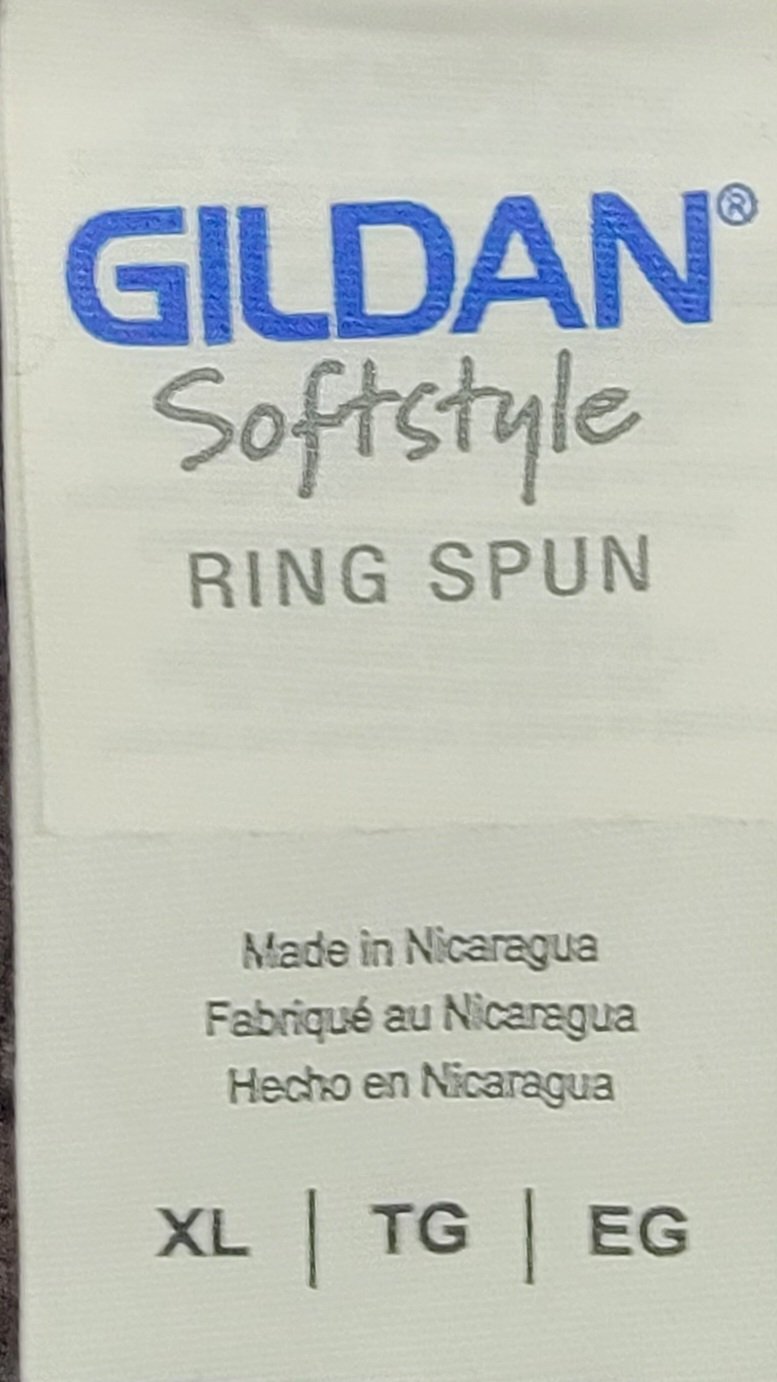 GILDAN®
Softstyle
RING SPUN
Made in Nicaragua
Fabriqué au Nicaragua
Hecho en Nicaragua
XL | TG | EG